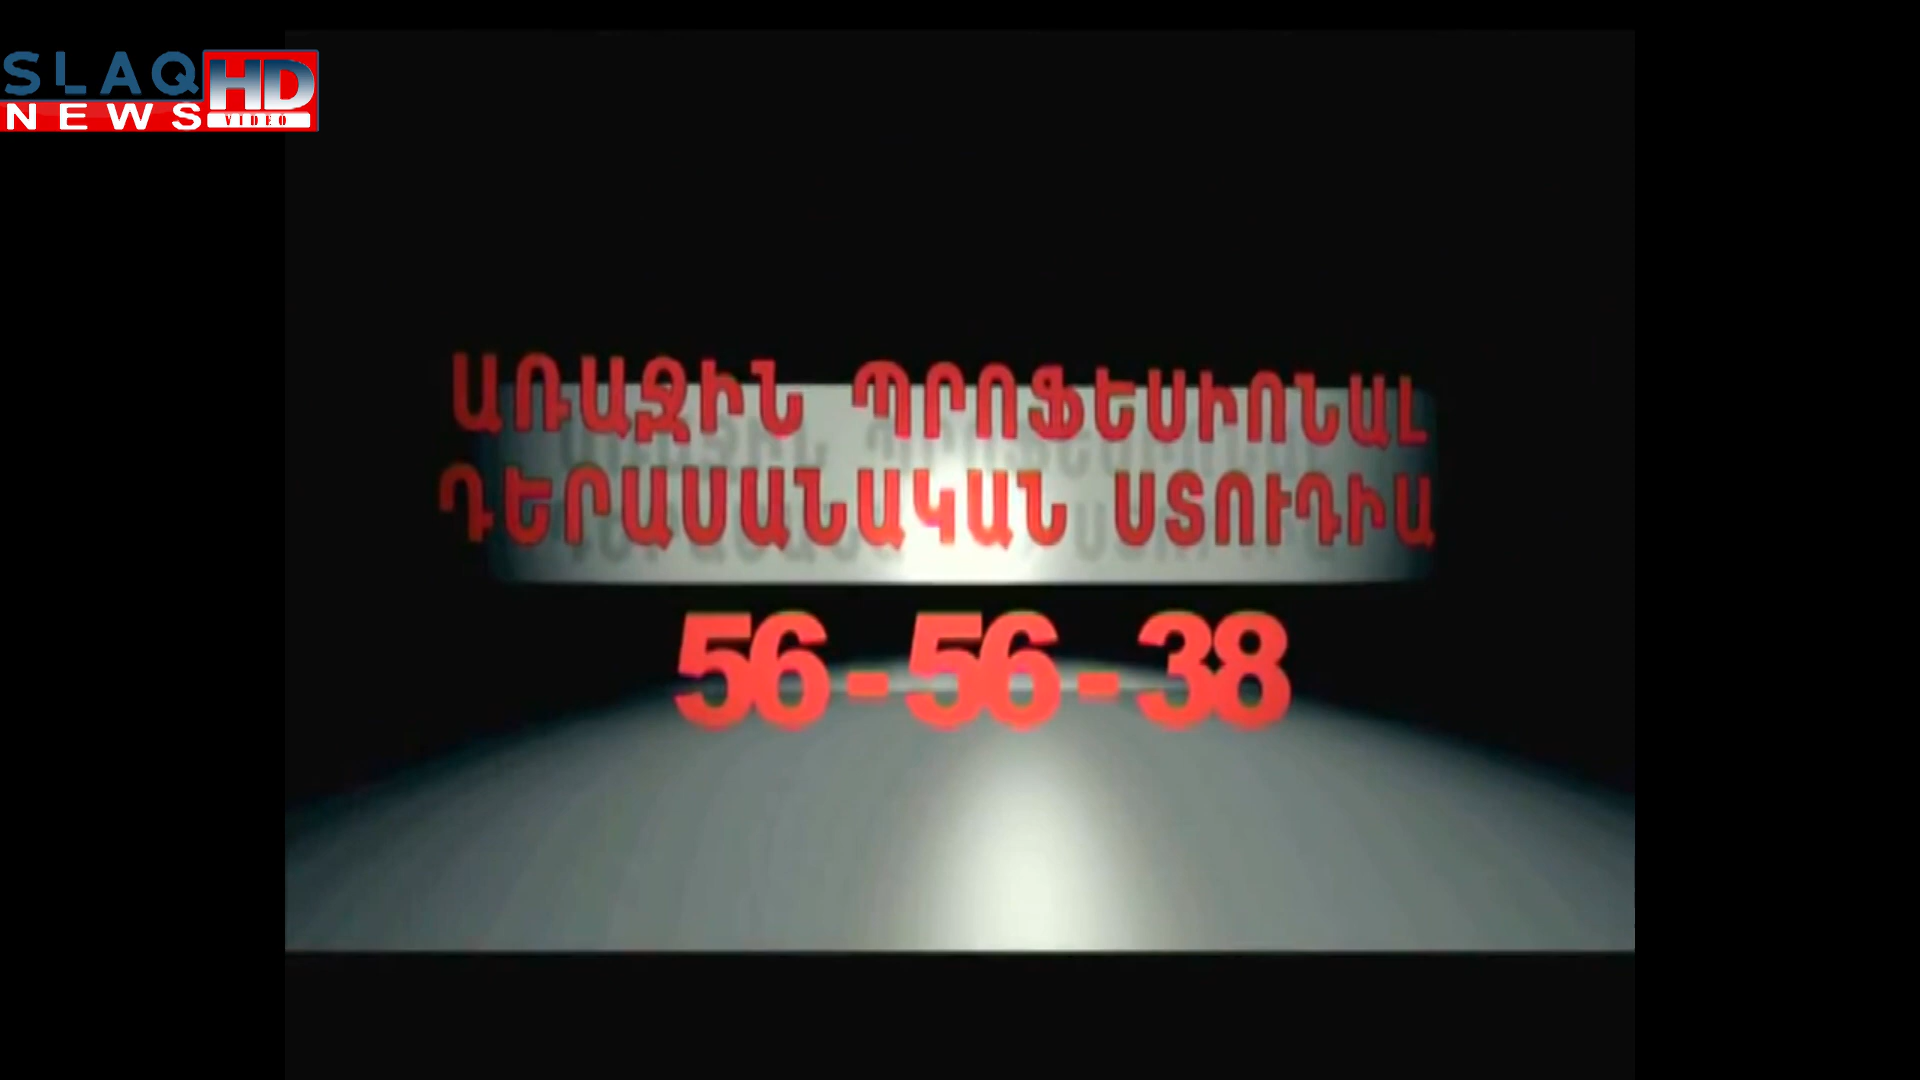 SLAQ HD
NEWS VIDEO
ԱՌԱՋԻՆ ՊՐՈՖԵՍԻՈՆԱԼ
ԴԵՐԱՍԱՆԱԿԱՆ ՍՏՈՒԴԻԱ
56-56-38